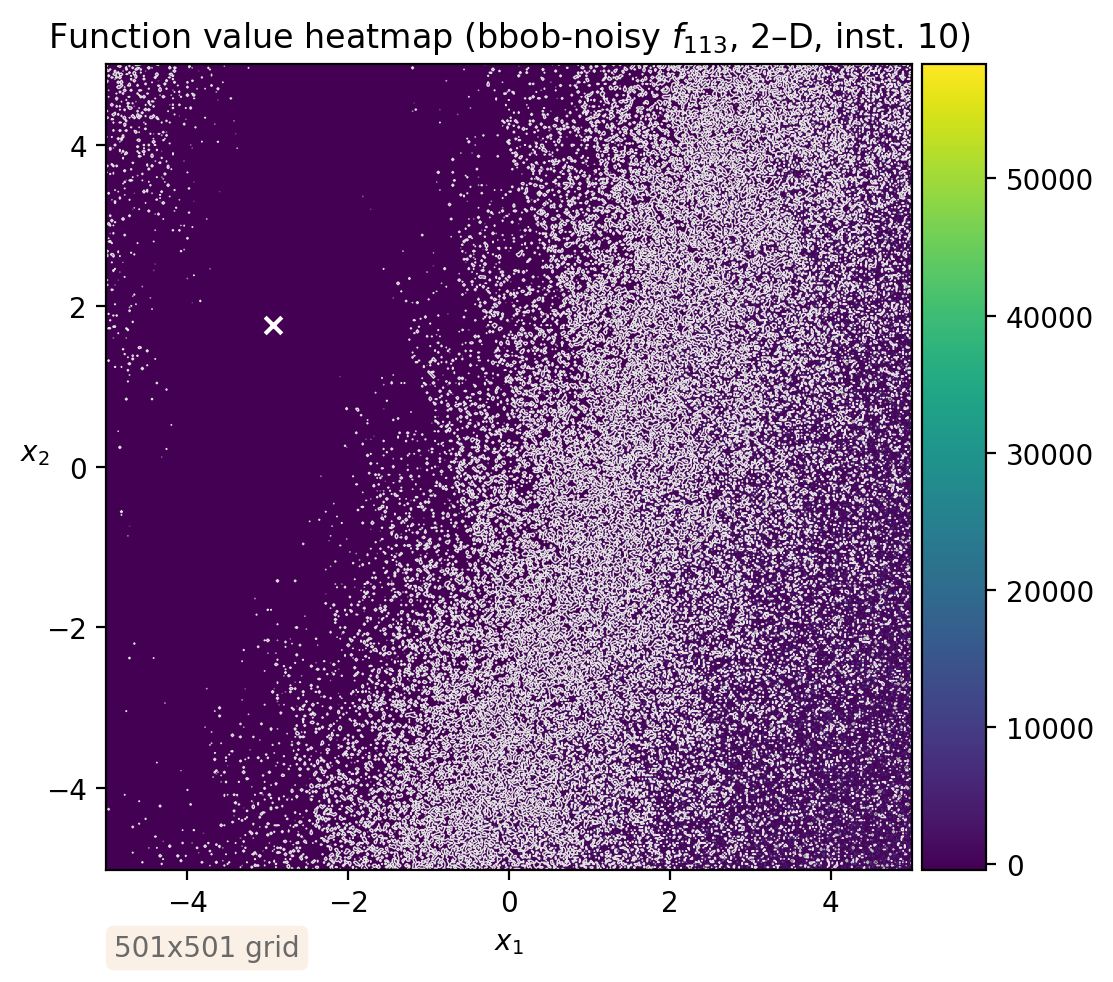 Function value heatmap (bbob-noisy f113, 2–D, inst. 10)
4
2
0
−2
−4
x2
−4 −2 0 2 4
x1
50000
40000
30000
20000
10000
0
501x501 grid